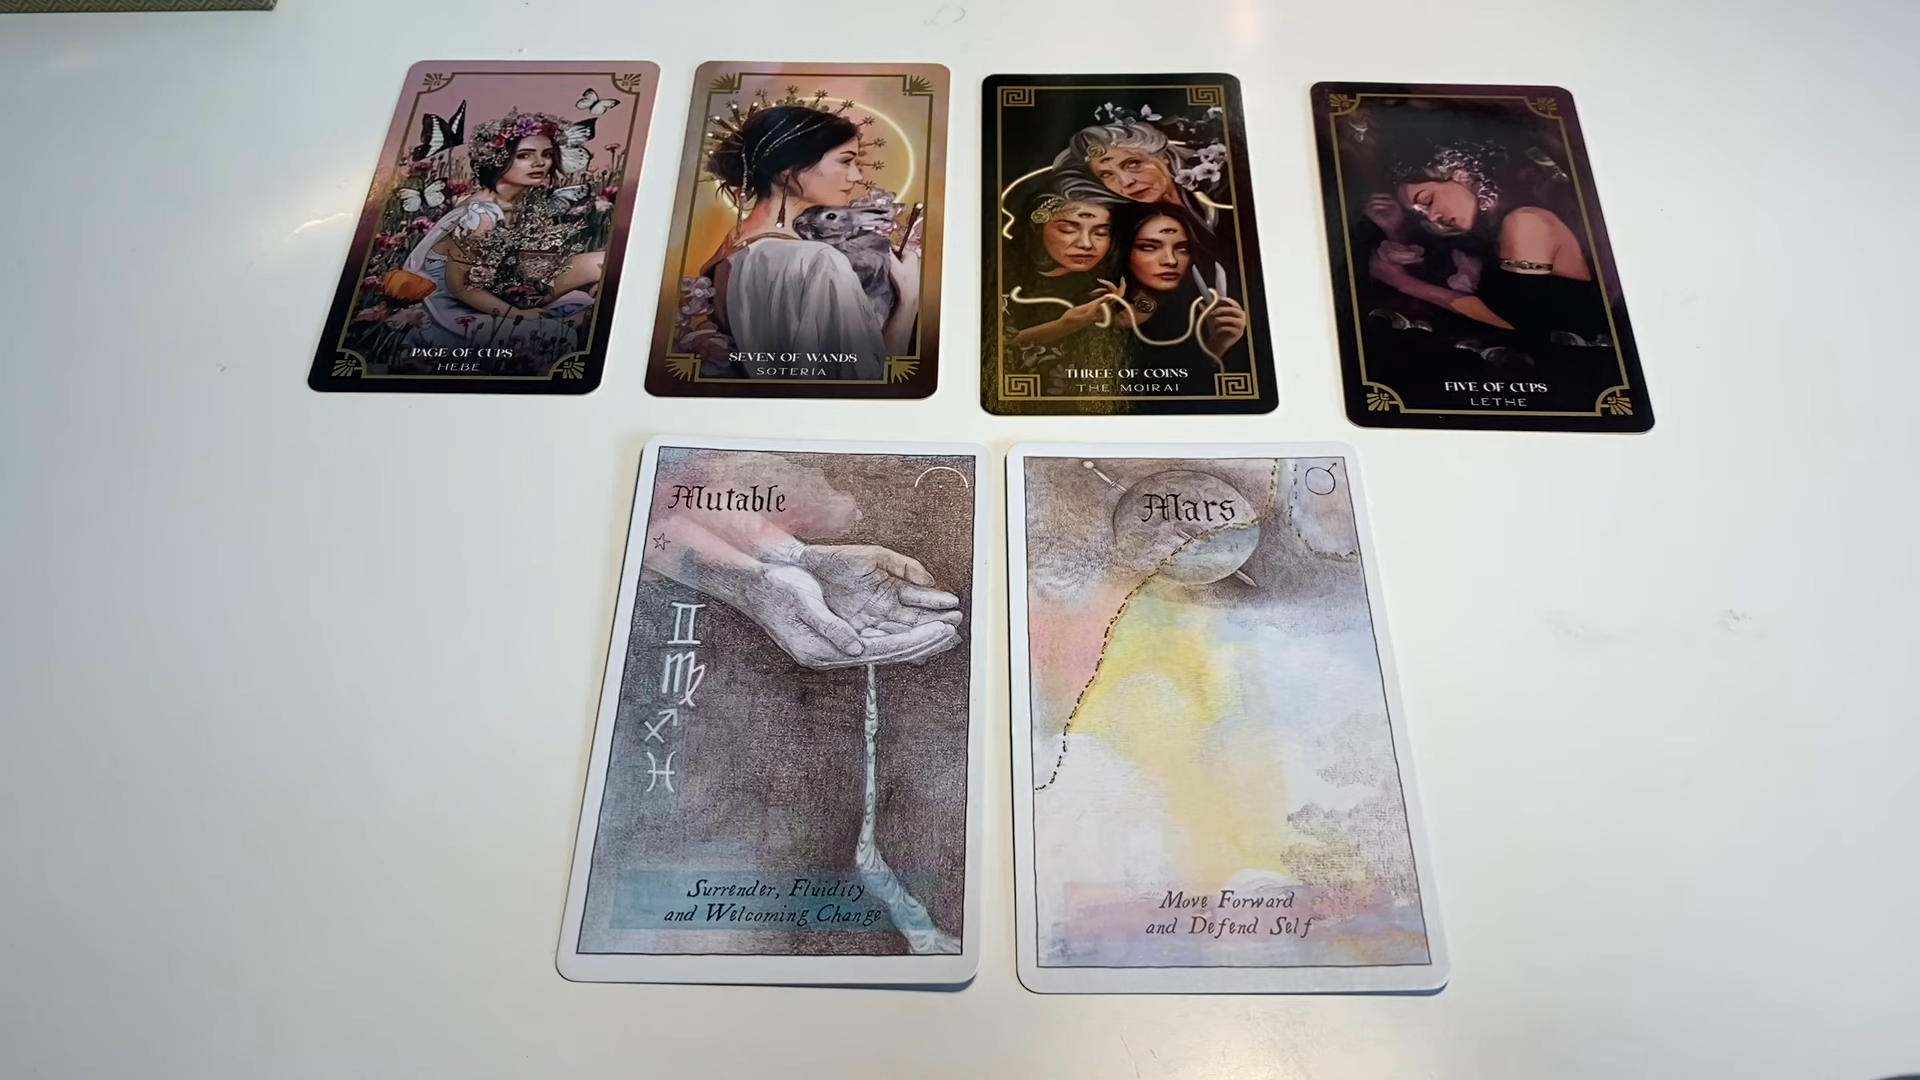 PAGE OF CUPS
HEBE
SEVEN OF WANDS
SOTERIA
THREE OF COINS
THE MOIRAI
FIVE OF CUPS
LETHE
Mutable
♊
♍
♐
♓
Surrender, Fluidity
and Welcoming Change
Mars
♂
Move Forward
and Defend Self